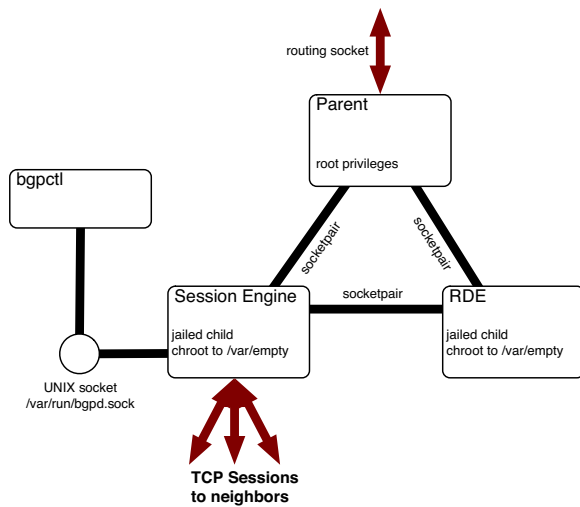 routing socket
Parent
root privileges
bgpctl
socketpair
socketpair
Session Engine
socketpair
RDE
jailed child
chroot to /var/empty
jailed child
chroot to /var/empty
UNIX socket
/var/run/bgpd.sock
TCP Sessions
to neighbors